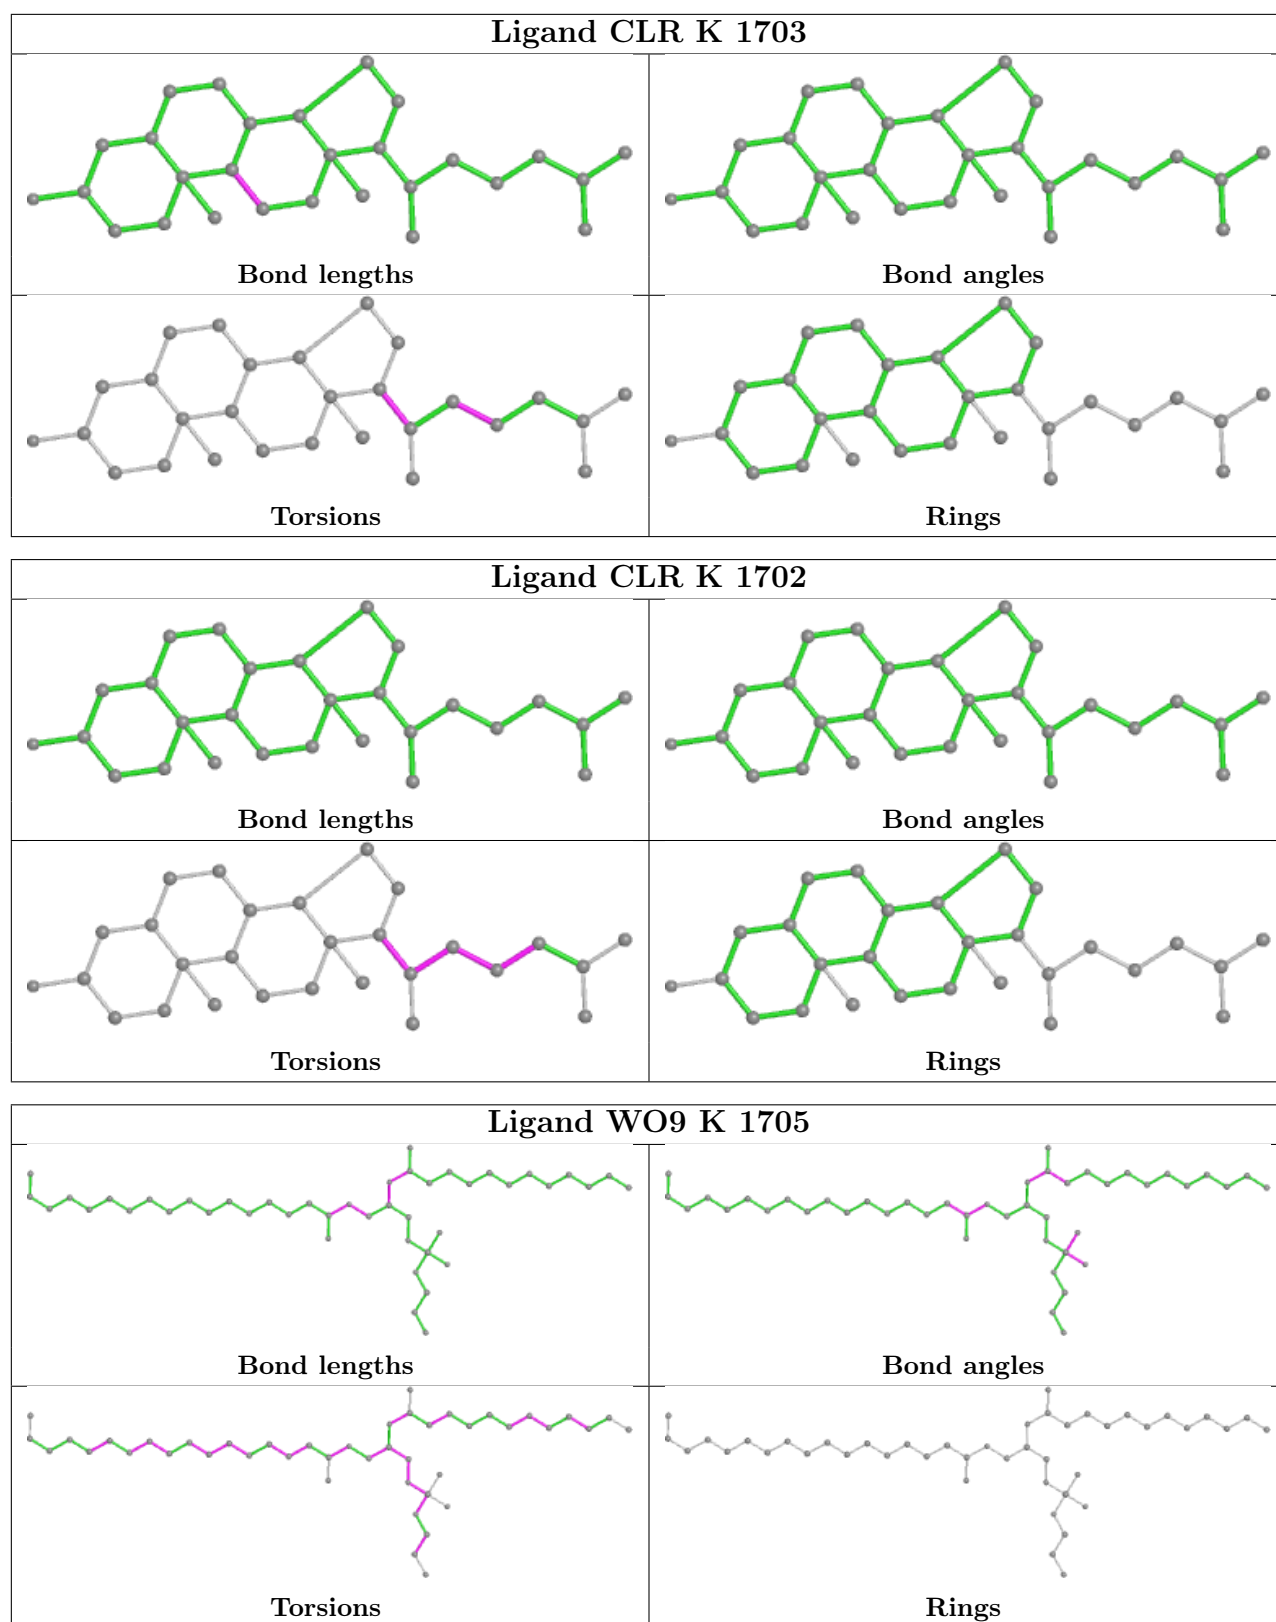 Ligand CLR K 1703
Bond lengths
Bond angles
Torsions
Rings
Ligand CLR K 1702
Bond lengths
Bond angles
Torsions
Rings
Ligand WO9 K 1705
Bond lengths
Bond angles
Torsions
Rings